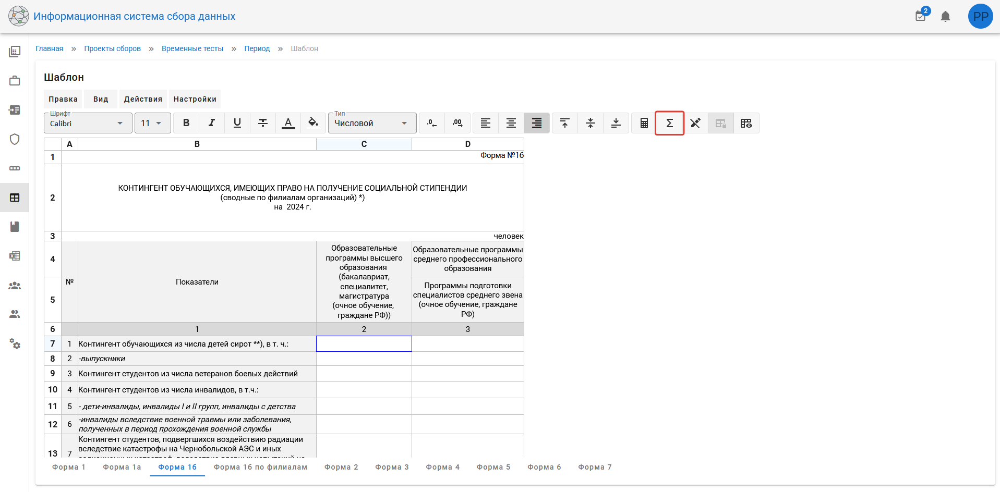 Информационная система сбора данных
2
PP
Главная » Проекты сборов » Временные тесты » Период » Шаблон
Шаблон
Правка Вид Действия Настройки
Шрифт
Calibri
11
B I U A
Тип
Числовой
.0 .00
Σ
A B C D
1 Форма №1б
2 КОНТИНГЕНТ ОБУЧАЮЩИХСЯ, ИМЕЮЩИХ ПРАВО НА ПОЛУЧЕНИЕ СОЦИАЛЬНОЙ СТИПЕНДИИ
(сводные по филиалам организаций) *)
на 2024 г.
3 человек
4
5
№
Показатели
Образовательные
программы высшего
образования
(бакалавриат,
специалитет,
магистратура
(очное обучение,
граждане РФ))
Образовательные программы
среднего профессионального
образования
Программы подготовки
специалистов среднего звена
(очное обучение, граждане
РФ)
6 1 2 3
7 1 Контингент обучающихся из числа детей сирот **), в т. ч.:
8 2 -выпускники
9 3 Контингент студентов из числа ветеранов боевых действий
10 4 Контингент студентов из числа инвалидов, в т.ч.:
11 5 - дети-инвалиды, инвалиды I и II групп, инвалиды с детства
12 6 -инвалиды вследствие военной травмы или заболевания,
полученных в период прохождения военной службы
13 7 Контингент студентов, подвергшихся воздействию радиации
вследствие катастрофы на Чернобольской АЭС и иных
Форма 1 Форма 1а Форма 1б Форма 1б по филиалам Форма 2 Форма 3 Форма 4 Форма 5 Форма 6 Форма 7